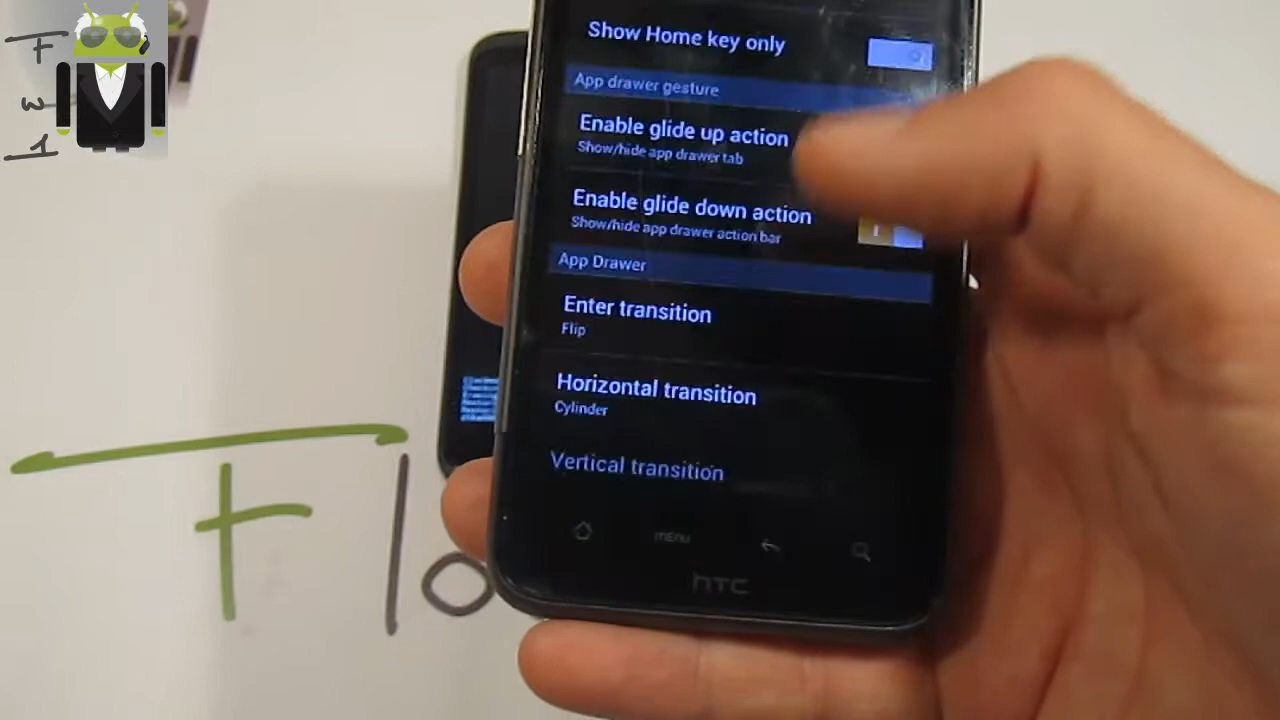 F
w
1
Show Home key only
App drawer gesture
Enable glide up action
Show/hide app drawer tab
Enable glide down action
Show/hide app drawer action bar
App Drawer
Enter transition
Flip
Horizontal transition
Cylinder
Vertical transition
menu
hTC
Flo